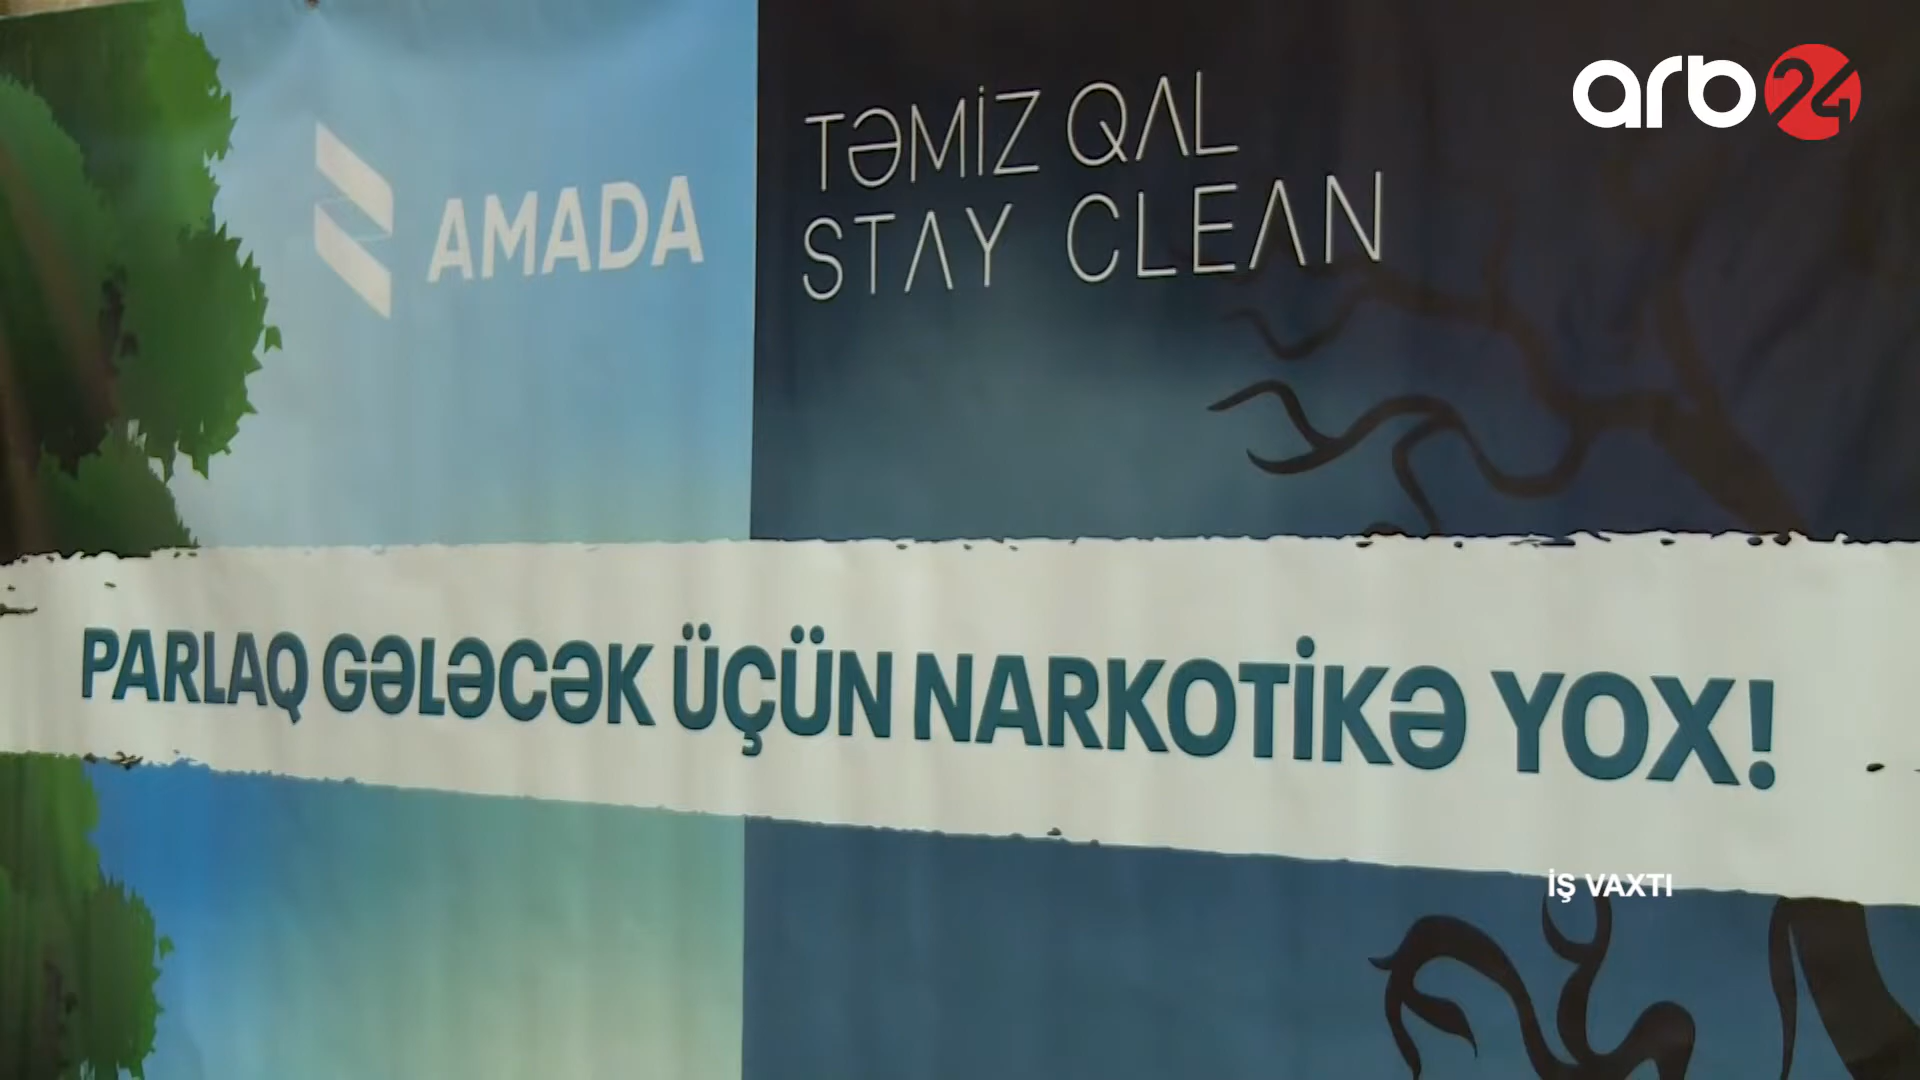 arb24
AMADA
TƏMİZ QAL
STAY CLEAN
PARLAQ GƏLƏCƏK ÜÇÜN NARKOTİKƏ YOX!
İŞ VAXTI